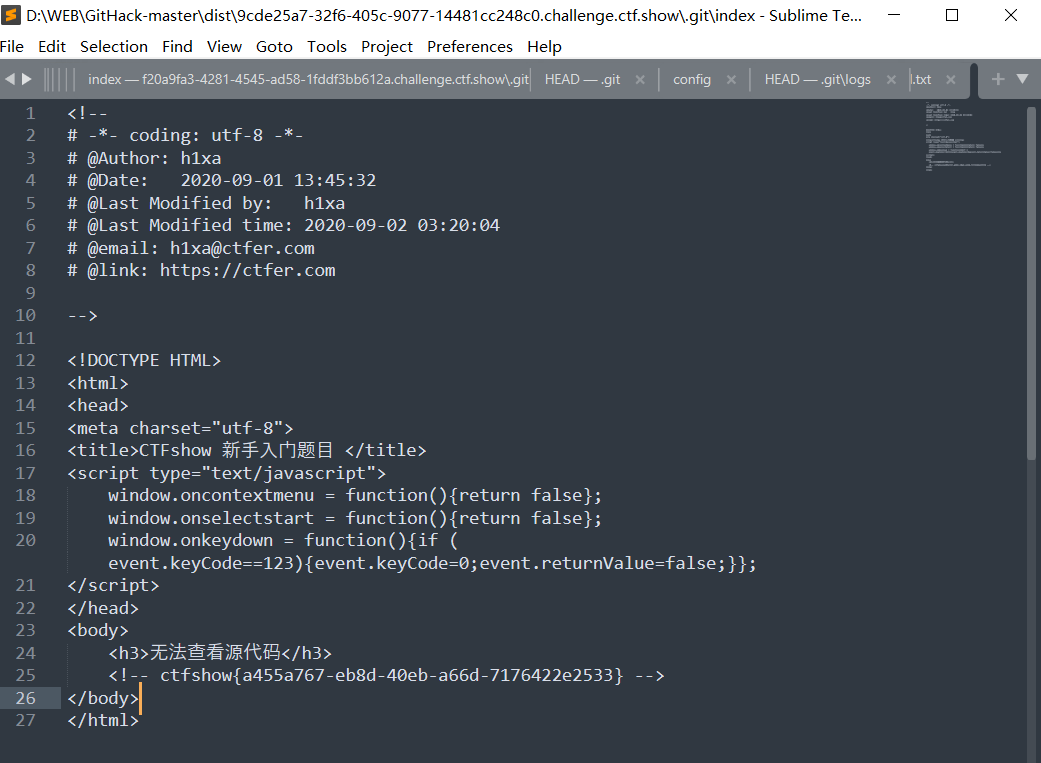 D:\WEB\GitHack-master\dist\9cde25a7-32f6-405c-9077-14481cc248c0.challenge.ctf.show\.git\index - Sublime Te...
File Edit Selection Find View Goto Tools Project Preferences Help
index — f20a9fa3-4281-4545-ad58-1fddf3bb612a.challenge.ctf.show\.git HEAD — .git config HEAD — .git\logs .txt
1 <!--
2 # -*- coding: utf-8 -*-
3 # @Author: h1xa
4 # @Date:   2020-09-01 13:45:32
5 # @Last Modified by:   h1xa
6 # @Last Modified time: 2020-09-02 03:20:04
7 # @email: h1xa@ctfer.com
8 # @link: https://ctfer.com
9
10 -->
11
12 <!DOCTYPE HTML>
13 <html>
14 <head>
15 <meta charset="utf-8">
16 <title>CTFshow 新手入门题目 </title>
17 <script type="text/javascript">
18     window.oncontextmenu = function(){return false};
19     window.onselectstart = function(){return false};
20     window.onkeydown = function(){if (
    event.keyCode==123){event.keyCode=0;event.returnValue=false;}};
21 </script>
22 </head>
23 <body>
24     <h3>无法查看源代码</h3>
25     <!-- ctfshow{a455a767-eb8d-40eb-a66d-7176422e2533} -->
26 </body>
27 </html>